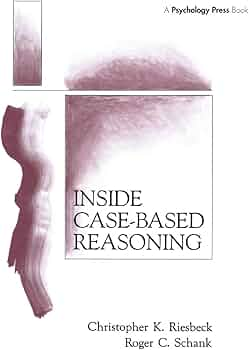 A Psychology Press Book
INSIDE
CASE-BASED
REASONING
Christopher K. Riesbeck
Roger C. Schank